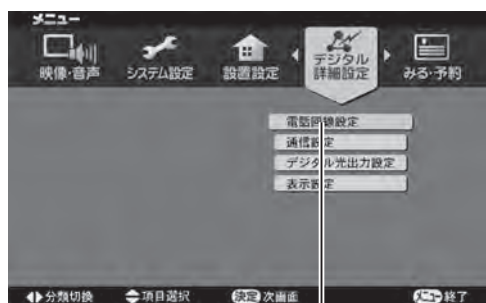 メニュー
映像・音声 システム設定 設置設定 デジタル詳細設定 みる・予約
電話回線設定
通信設定
デジタル光出力設定
表示設定
分類切換 項目選択 決定 次画面 メニュー 終了